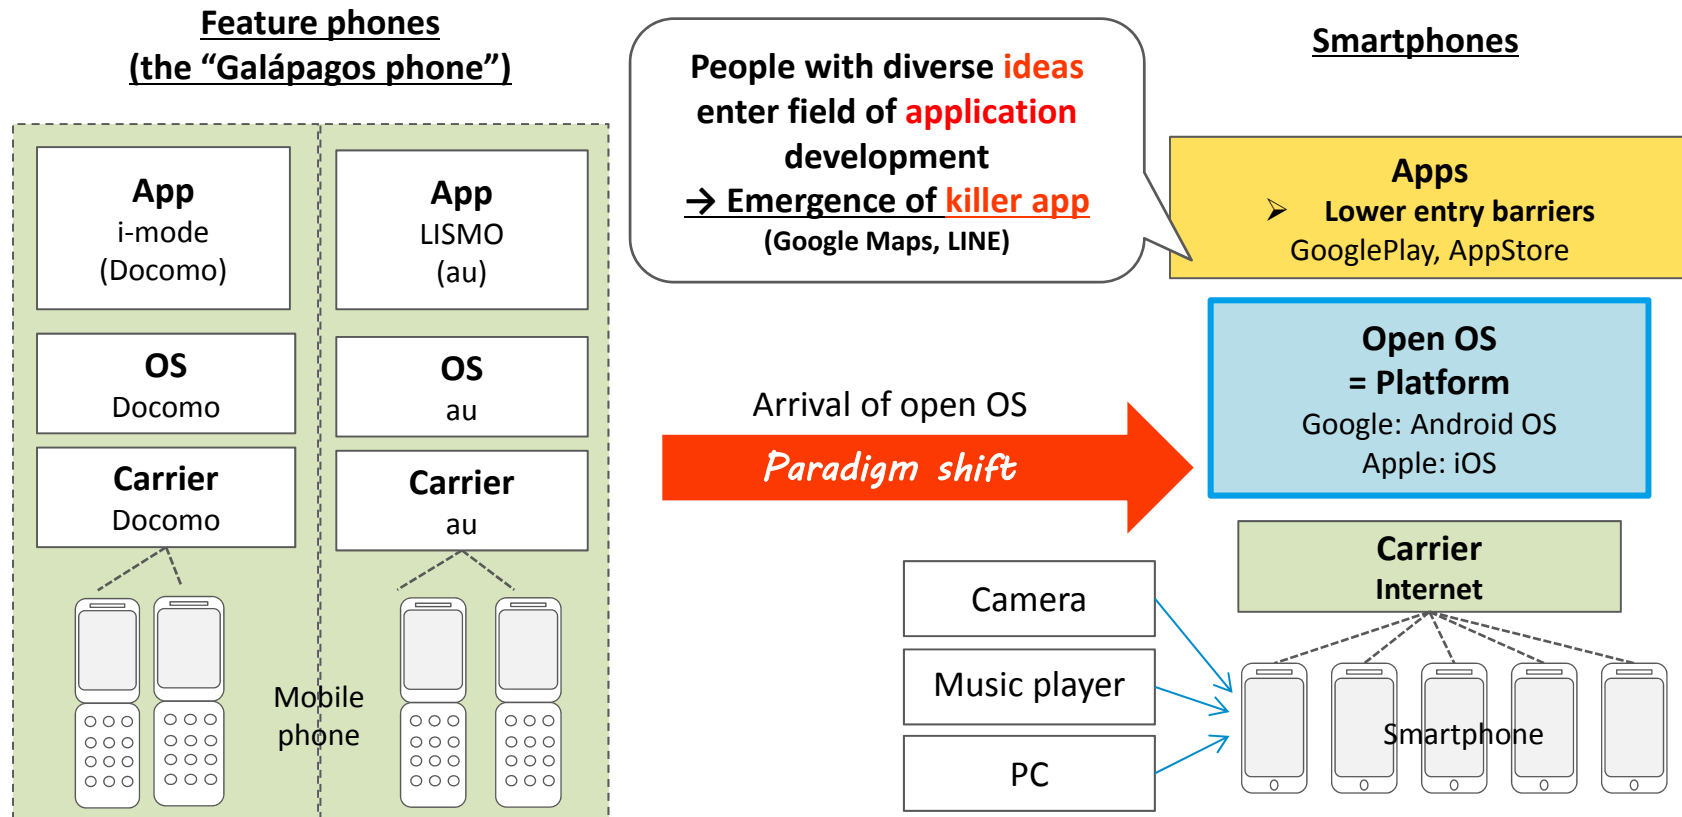 Feature phones
(the “Galápagos phone”)
App
i-mode
(Docomo)
OS
Docomo
Carrier
Docomo
App
LISMO
(au)
OS
au
Carrier
au
Mobile
phone
People with diverse ideas
enter field of application
development
→ Emergence of killer app
(Google Maps, LINE)
Arrival of open OS
Paradigm shift
Camera
Music player
PC
Smartphones
Apps
➢ Lower entry barriers
GooglePlay, AppStore
Open OS
= Platform
Google: Android OS
Apple: iOS
Carrier
Internet
Smartphone